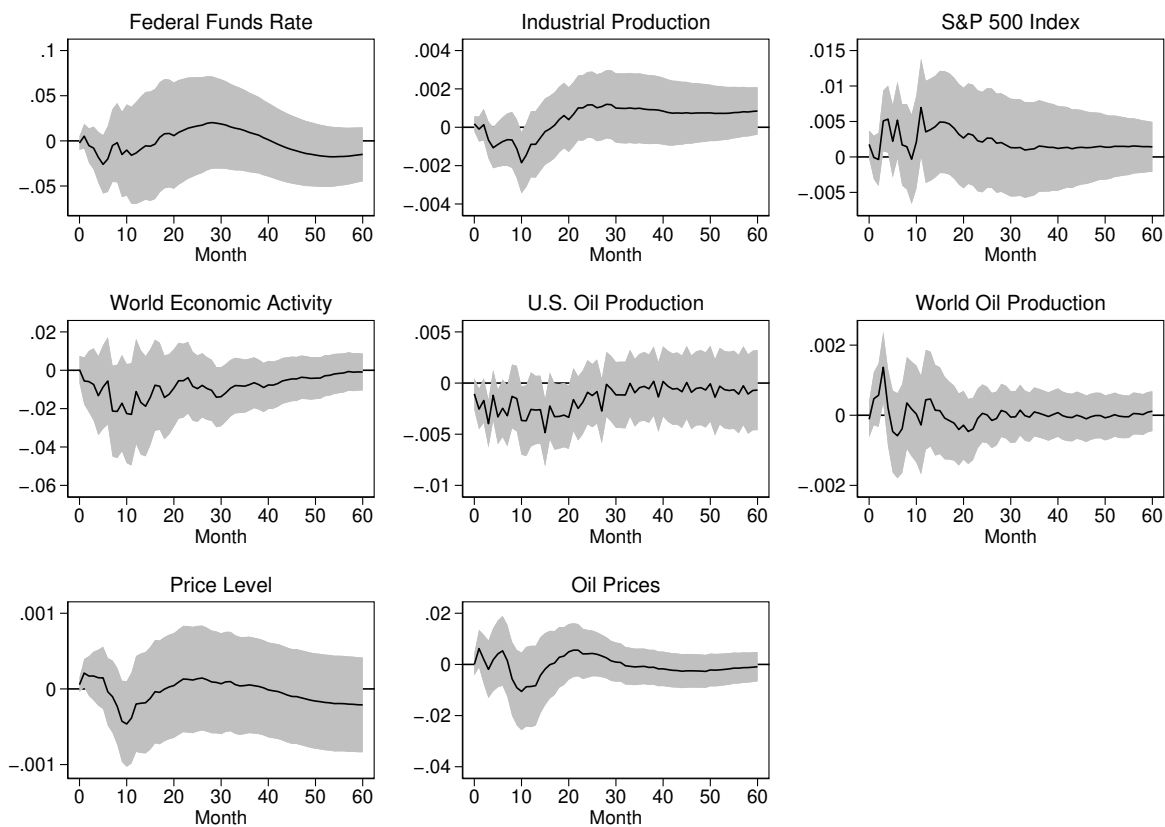 Federal Funds Rate
.1
.05
0
−.05
0 10 20 30 40 50 60
Month
Industrial Production
.004
.002
0
−.002
−.004
0 10 20 30 40 50 60
Month
S&P 500 Index
.015
.01
.005
0
−.005
0 10 20 30 40 50 60
Month
World Economic Activity
.02
0
−.02
−.04
−.06
0 10 20 30 40 50 60
Month
U.S. Oil Production
.005
0
−.005
−.01
0 10 20 30 40 50 60
Month
World Oil Production
.002
0
−.002
0 10 20 30 40 50 60
Month
Price Level
.001
0
−.001
0 10 20 30 40 50 60
Month
Oil Prices
.02
0
−.02
−.04
0 10 20 30 40 50 60
Month